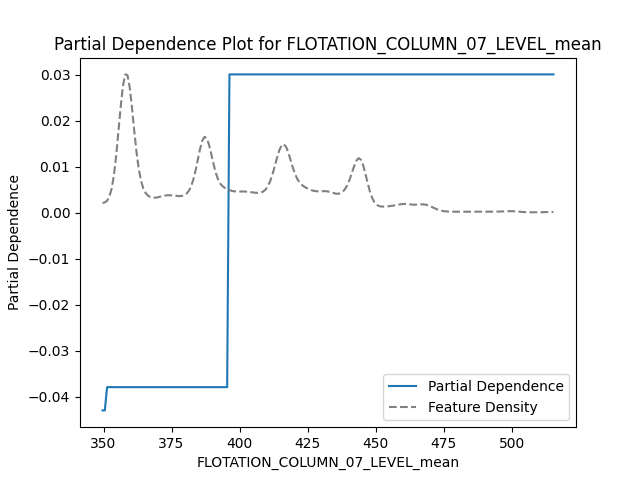 Partial Dependence Plot for FLOTATION_COLUMN_07_LEVEL_mean
0.03
0.02
0.01
0.00
−0.01
−0.02
−0.03
−0.04
Partial Dependence
Partial Dependence
Feature Density
350 375 400 425 450 475 500
FLOTATION_COLUMN_07_LEVEL_mean